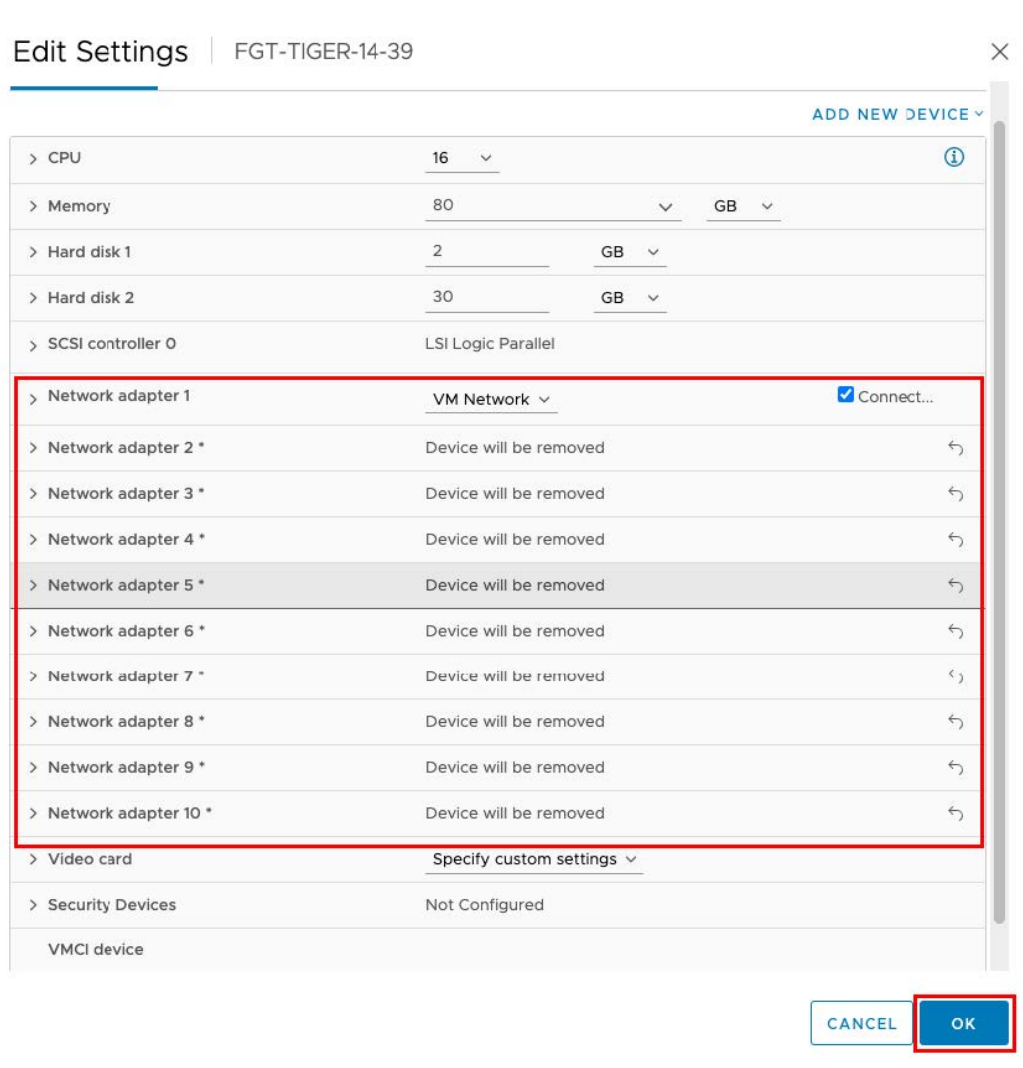 Edit Settings FGT-TIGER-14-39
ADD NEW DEVICE
CPU 16
Memory 80 GB
Hard disk 1 2 GB
Hard disk 2 30 GB
SCSI controller 0 LSI Logic Parallel
Network adapter 1 VM Network Connect...
Network adapter 2 * Device will be removed
Network adapter 3 * Device will be removed
Network adapter 4 * Device will be removed
Network adapter 5 * Device will be removed
Network adapter 6 * Device will be removed
Network adapter 7 * Device will be removed
Network adapter 8 * Device will be removed
Network adapter 9 * Device will be removed
Network adapter 10 * Device will be removed
Video card Specify custom settings
Security Devices Not Configured
VMCI device
CANCEL OK